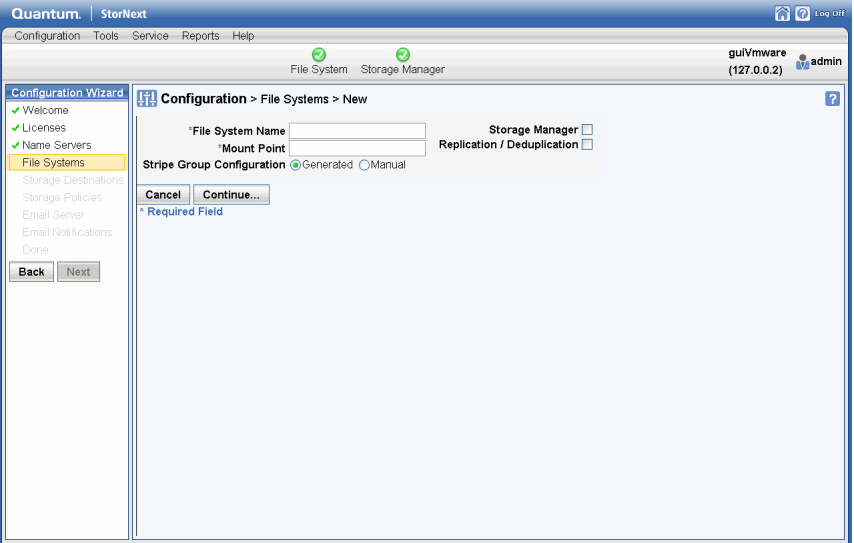 Quantum. StorNext
Log Off
Configuration Tools Service Reports Help
File System Storage Manager
guiVmware
(127.0.0.2)
admin
Configuration Wizard
Welcome
Licenses
Name Servers
File Systems
Storage Destinations
Storage Policies
Email Server
Email Notifications
Done
Back Next
Configuration > File Systems > New
?
*File System Name
Storage Manager
*Mount Point
Replication / Deduplication
Stripe Group Configuration Generated Manual
Cancel Continue...
* Required Field